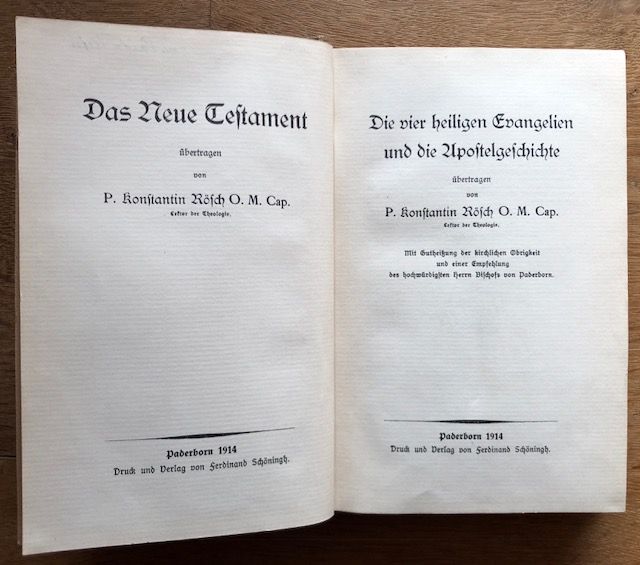 Das Neue Teſtament
übertragen
von
P. Konſtantin Röſch O. M. Cap.
Lektor der Theologie.
Paderborn 1914
Druck und Verlag von Ferdinand Schöningh.
Die vier heiligen Evangelien
und die Apoſtelgeſchichte
übertragen
von
P. Konſtantin Röſch O. M. Cap.
Lektor der Theologie.
Mit Gutheißung der kirchlichen Obrigkeit
und einer Empfehlung
des hochwürdigſten Herrn Biſchofs von Paderborn.
Paderborn 1914
Druck und Verlag von Ferdinand Schöningh.